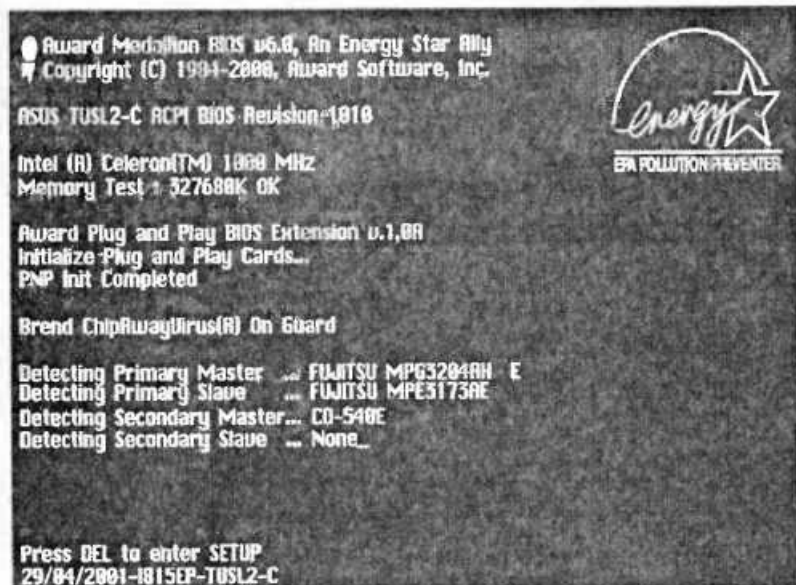 Award Medallion BIOS v6.0, An Energy Star Ally
Copyright (C) 1984-2000, Award Software, Inc.
ASUS TUSL2-C ACPI BIOS Revision 1010
energy
EPA POLLUTION PREVENTER
Intel (R) Celeron(TM) 1000 MHz
Memory Test : 327680K OK
Award Plug and Play BIOS Extension v.1,0A
Initialize Plug and Play Cards...
PNP Init Completed
Brend ChipAwayVirus(R) On Guard
Detecting Primary Master ... FUJITSU MPG3204AH E
Detecting Primary Slave ... FUJITSU MPE3173AE
Detecting Secondary Master... CD-540E
Detecting Secondary Slave ... None_
Press DEL to enter SETUP
29/04/2001-I815EP-TUSL2-C